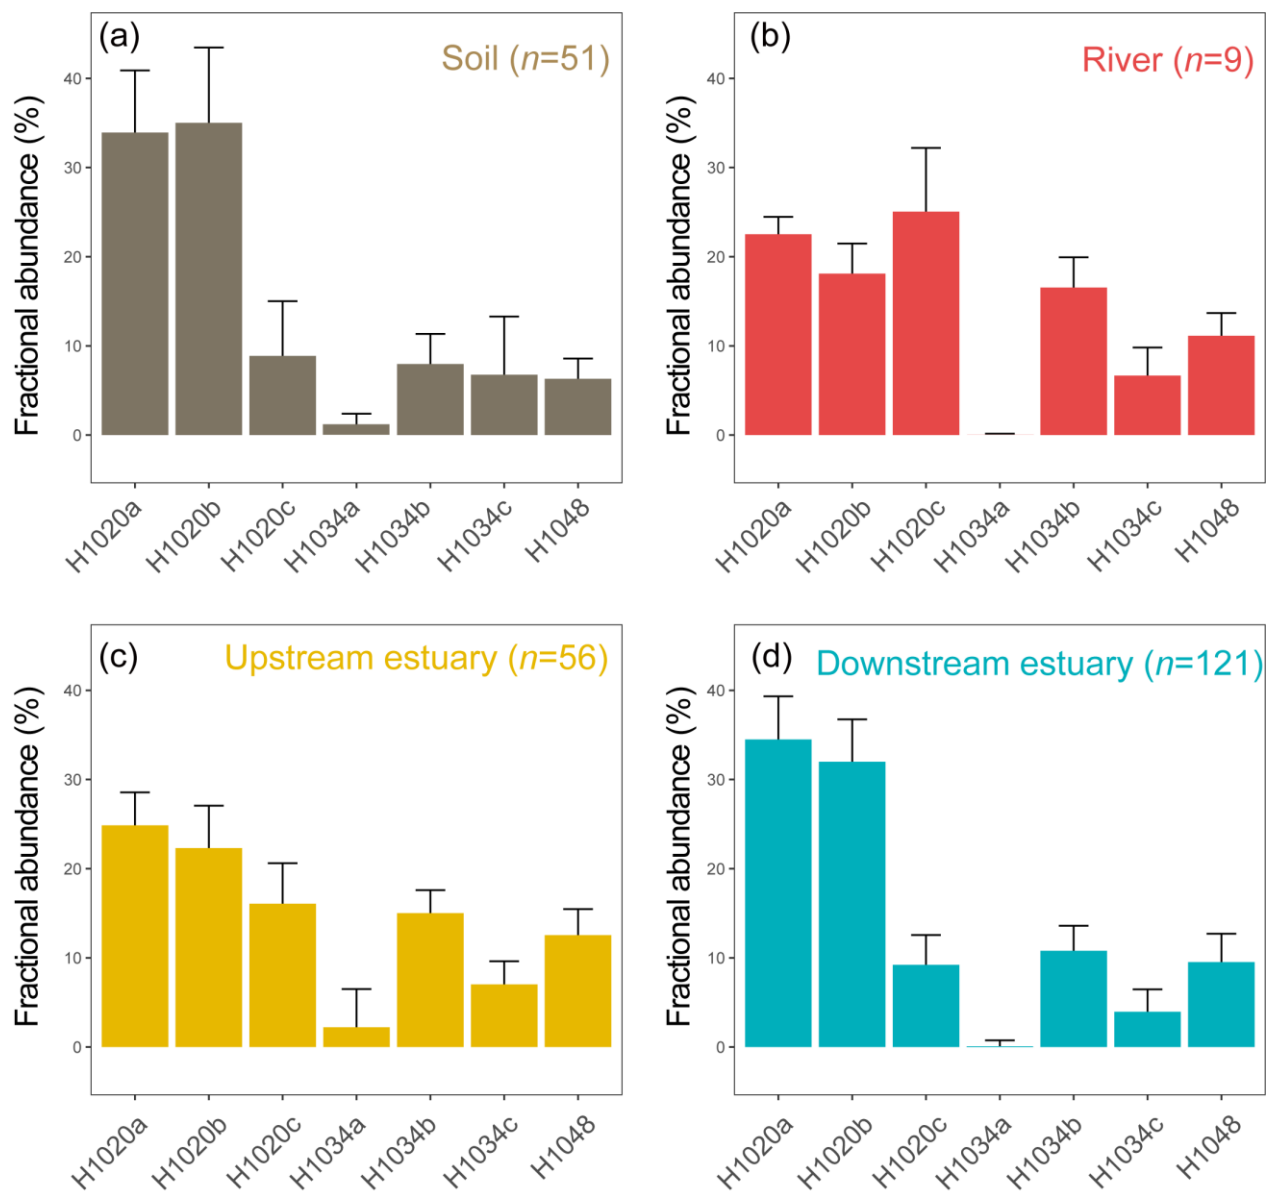 (a)
Soil (n=51)
Fractional abundance (%)
40
30
20
10
0
H1020a
H1020b
H1020c
H1034a
H1034b
H1034c
H1048
(b)
River (n=9)
Fractional abundance (%)
40
30
20
10
0
H1020a
H1020b
H1020c
H1034a
H1034b
H1034c
H1048
(c)
Upstream estuary (n=56)
Fractional abundance (%)
40
30
20
10
0
H1020a
H1020b
H1020c
H1034a
H1034b
H1034c
H1048
(d)
Downstream estuary (n=121)
Fractional abundance (%)
40
30
20
10
0
H1020a
H1020b
H1020c
H1034a
H1034b
H1034c
H1048